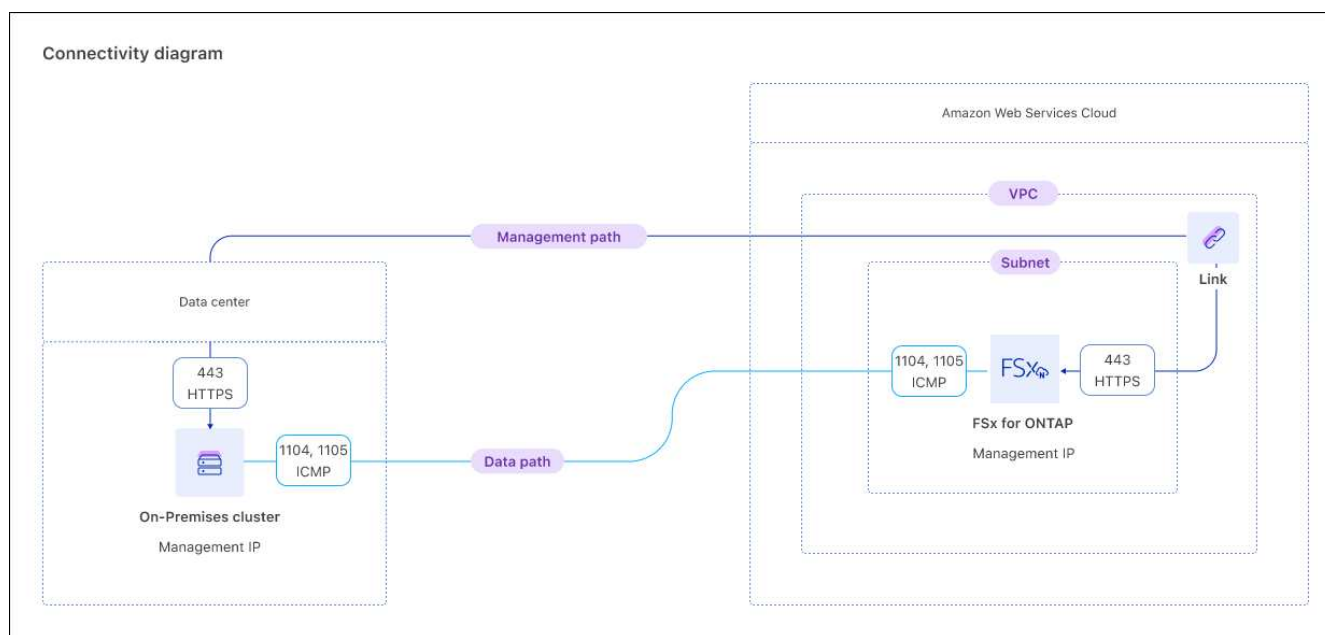 Connectivity diagram
Amazon Web Services Cloud
VPC
Management path
Subnet
Link
Data center
443
HTTPS
1104, 1105
ICMP
FSx
N
443
HTTPS
FSx for ONTAP
Management IP
1104, 1105
ICMP
Data path
On-Premises cluster
Management IP